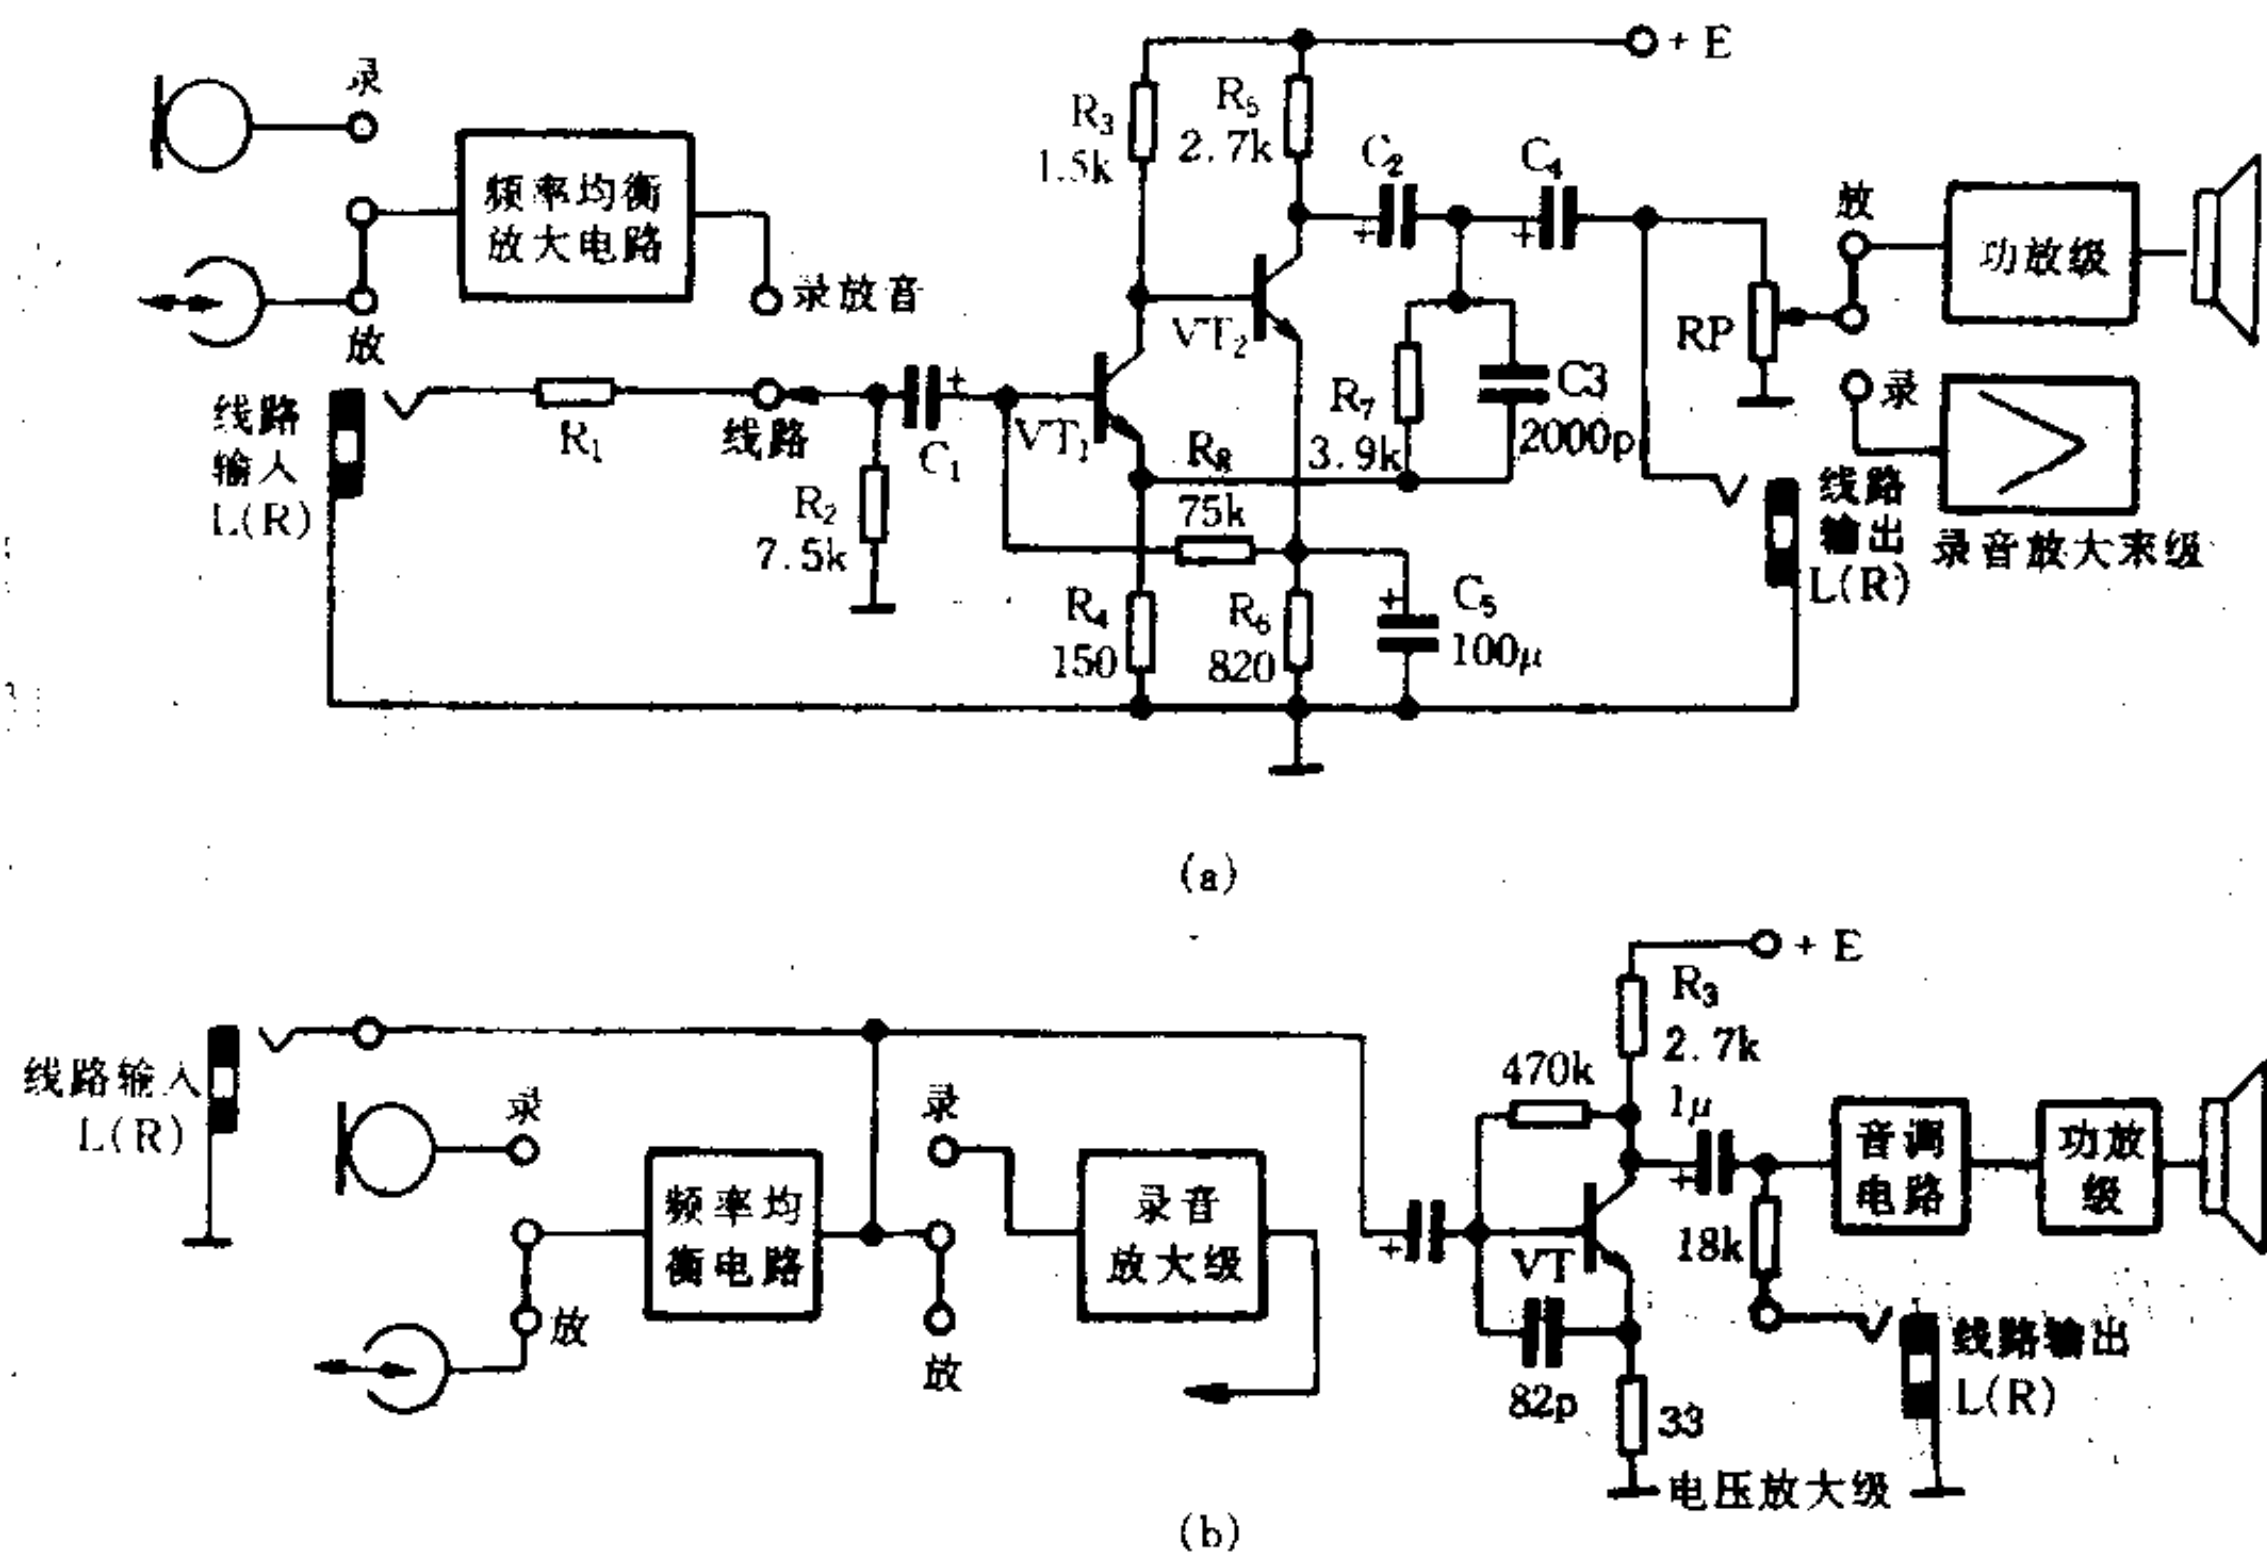 + E
录
R₃
1.5k
R₅
2.7k
C₂
C₄
频率均衡
放大电路
放
功放级
录放音
放
VT₂
RP
线路
输入
L(R)
R₁
线路
C₁
VT₁
R₇
3.9k
C3
2000p
录
R₂
7.5k
R₈
75k
线路
输出
L(R)
录音放大末级
R₄
150
R₆
820
C₅
100μ
(a)
+ E
R₃
2.7k
线路输入
L(R)
录
录
470k
1μ
音调
电路
功放
级
频率均
衡电路
录音
放大级
VT
18k
放
放
82p
33
线路输出
L(R)
电压放大级
(b)